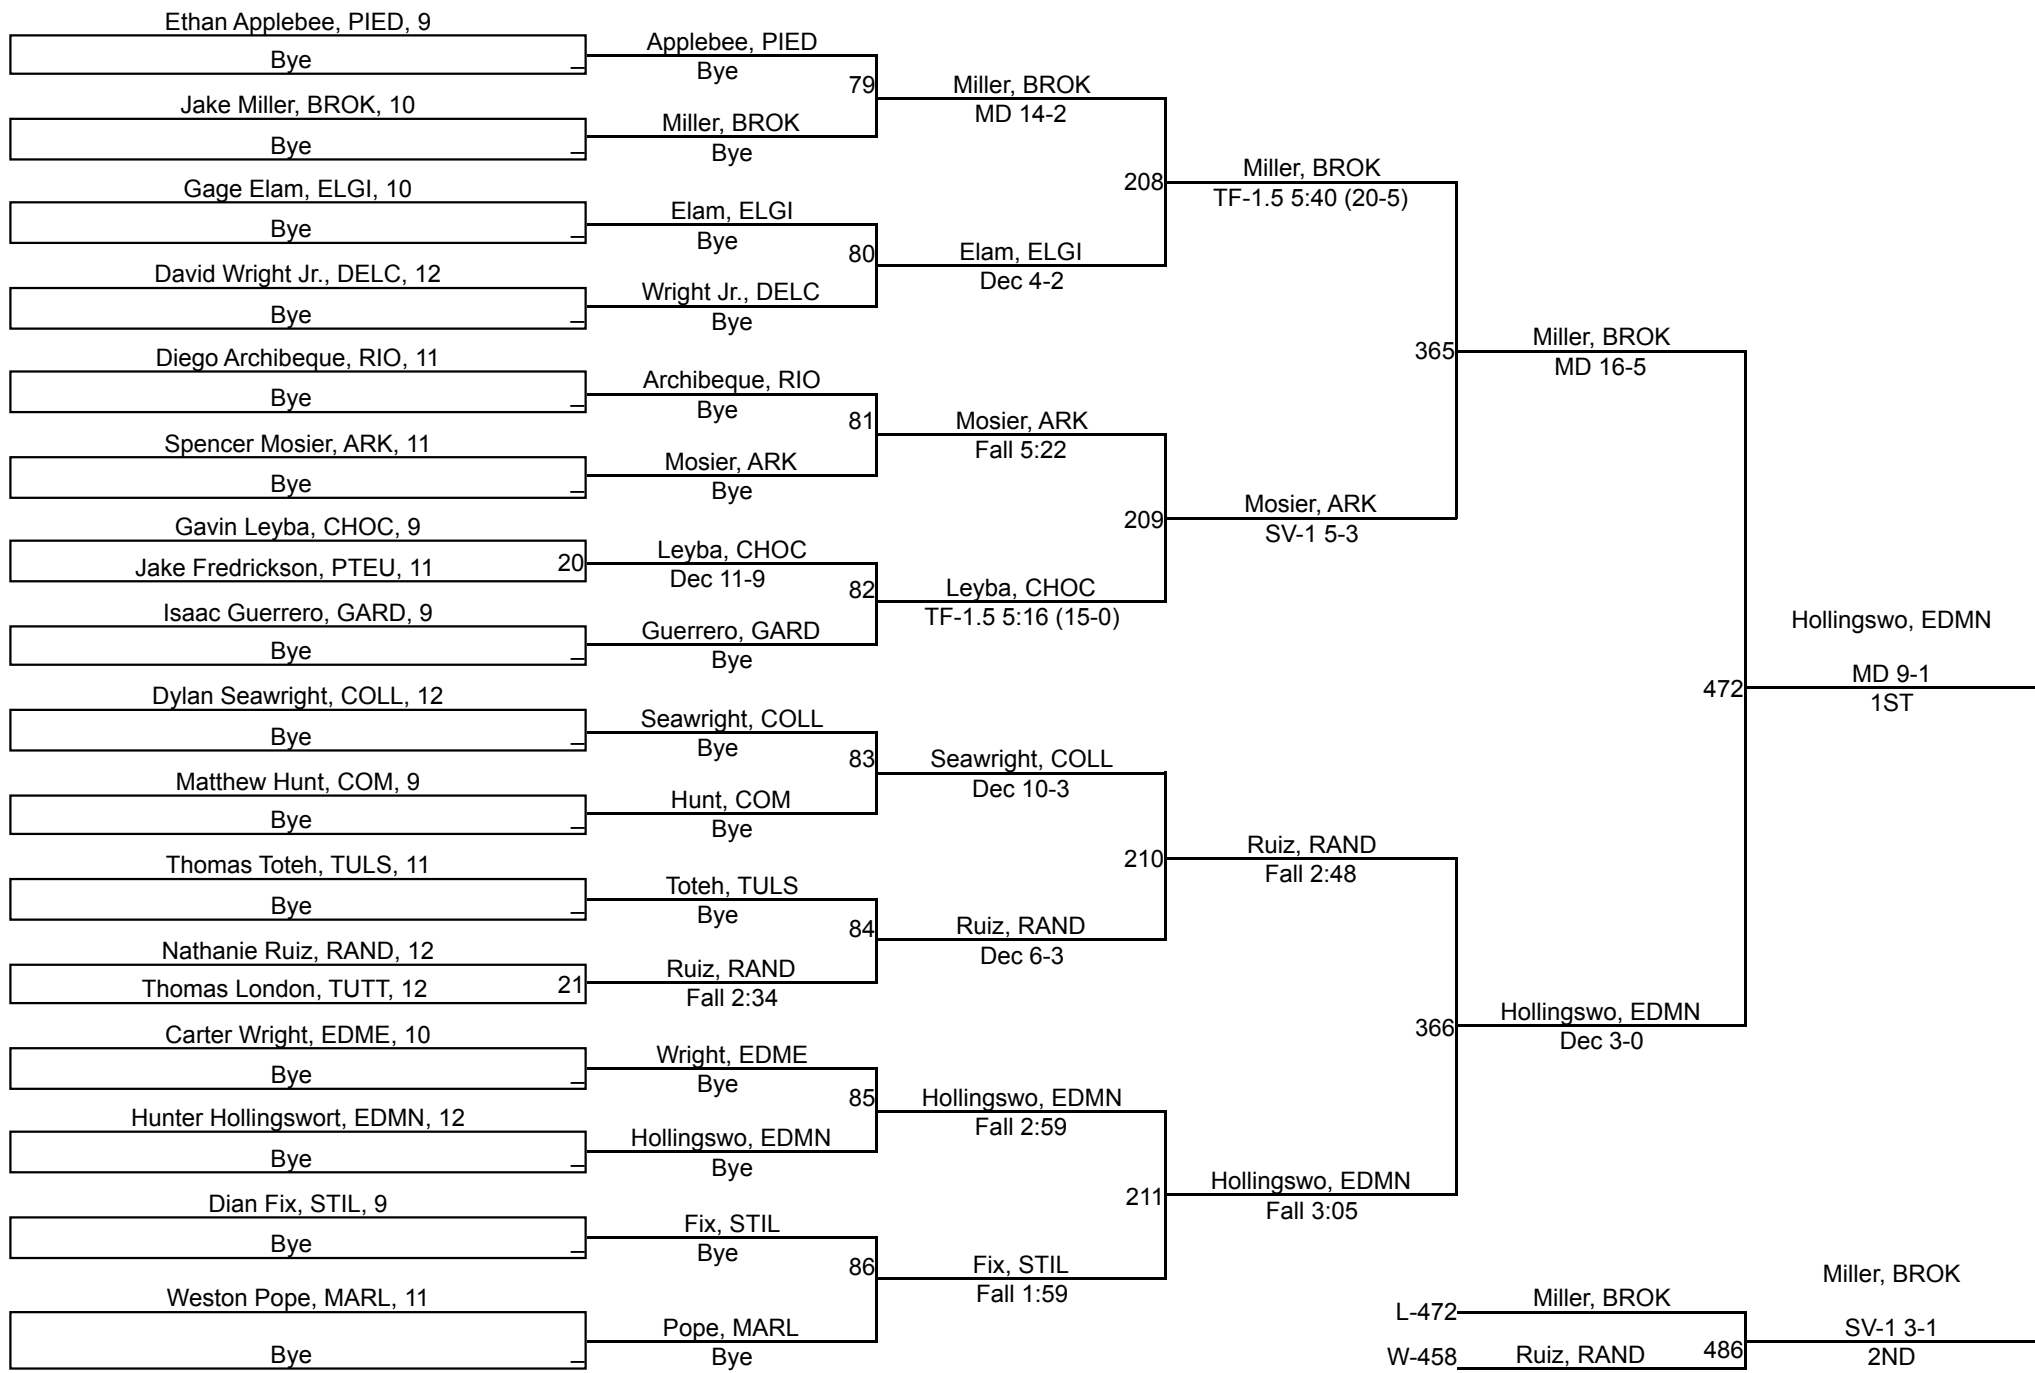 Ethan Applebee, PIED, 9
Bye
Jake Miller, BROK, 10
Bye
Gage Elam, ELGI, 10
Bye
David Wright Jr., DELC, 12
Bye
Diego Archibeque, RIO, 11
Bye
Spencer Mosier, ARK, 11
Bye
Gavin Leyba, CHOC, 9
Jake Fredrickson, PTEU, 11 20
Isaac Guerrero, GARD, 9
Bye
Dylan Seawright, COLL, 12
Bye
Matthew Hunt, COM, 9
Bye
Thomas Toteh, TULS, 11
Bye
Nathanie Ruiz, RAND, 12
Thomas London, TUTT, 12 21
Carter Wright, EDME, 10
Bye
Hunter Hollingswort, EDMN, 12
Bye
Dian Fix, STIL, 9
Bye
Weston Pope, MARL, 11
Bye
Applebee, PIED
Bye
79
Miller, BROK
Bye
Elam, ELGI
Bye
80
Wright Jr., DELC
Bye
Archibeque, RIO
Bye
81
Mosier, ARK
Bye
Leyba, CHOC
Dec 11-9
82
Guerrero, GARD
Bye
Seawright, COLL
Bye
83
Hunt, COM
Bye
Toteh, TULS
Bye
84
Ruiz, RAND
Fall 2:34
Wright, EDME
Bye
85
Hollingswo, EDMN
Bye
Fix, STIL
Bye
86
Pope, MARL
Bye
Miller, BROK
MD 14-2
208
Elam, ELGI
Dec 4-2
Mosier, ARK
Fall 5:22
209
Leyba, CHOC
TF-1.5 5:16 (15-0)
Seawright, COLL
Dec 10-3
210
Ruiz, RAND
Dec 6-3
Hollingswo, EDMN
Fall 2:59
211
Fix, STIL
Fall 1:59
Miller, BROK
TF-1.5 5:40 (20-5)
365
Mosier, ARK
SV-1 5-3
Ruiz, RAND
Fall 2:48
366
Hollingswo, EDMN
Fall 3:05
Miller, BROK
MD 16-5
472
Hollingswo, EDMN
Dec 3-0
Hollingswo, EDMN
MD 9-1
1ST
L-472 Miller, BROK
W-458 Ruiz, RAND
486
Miller, BROK
SV-1 3-1
2ND